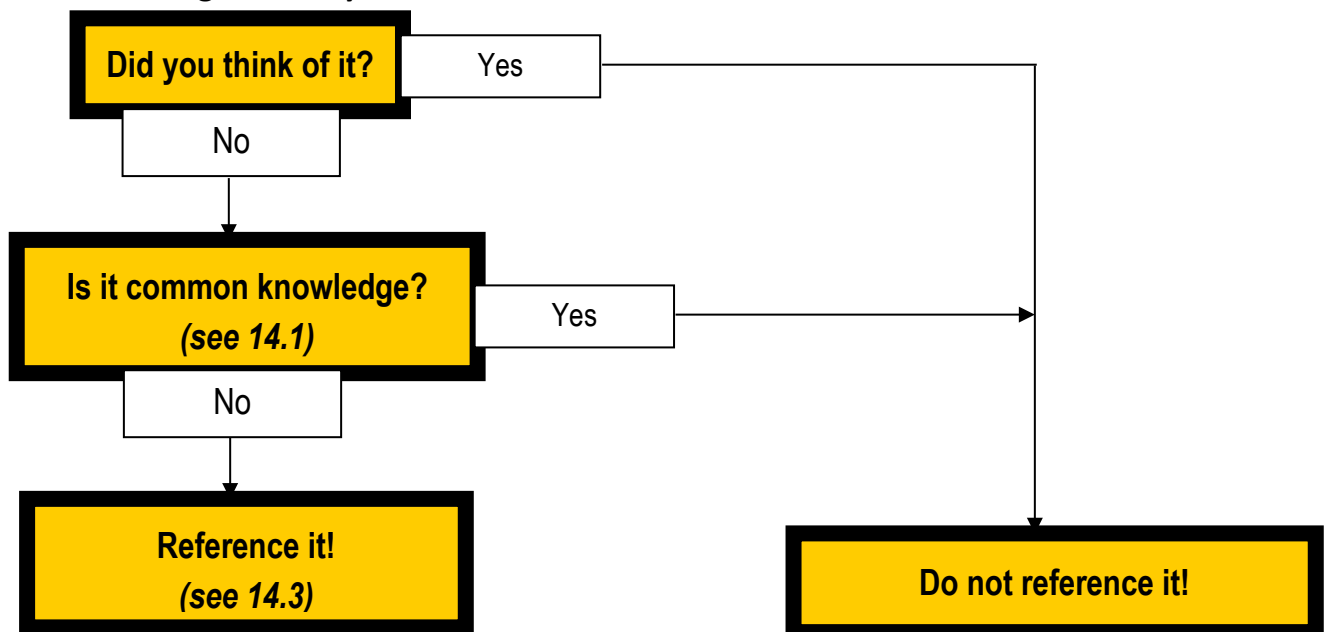 Did you think of it?
Yes
No
Is it common knowledge?
(see 14.1)
Yes
No
Reference it!
(see 14.3)
Do not reference it!